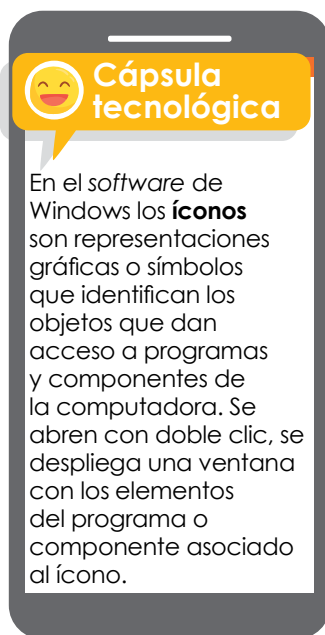 Cápsula
tecnológica
En el software de
Windows los íconos
son representaciones
gráficas o símbolos
que identifican los
objetos que dan
acceso a programas
y componentes de
la computadora. Se
abren con doble clic, se
despliega una ventana
con los elementos
del programa o
componente asociado
al ícono.